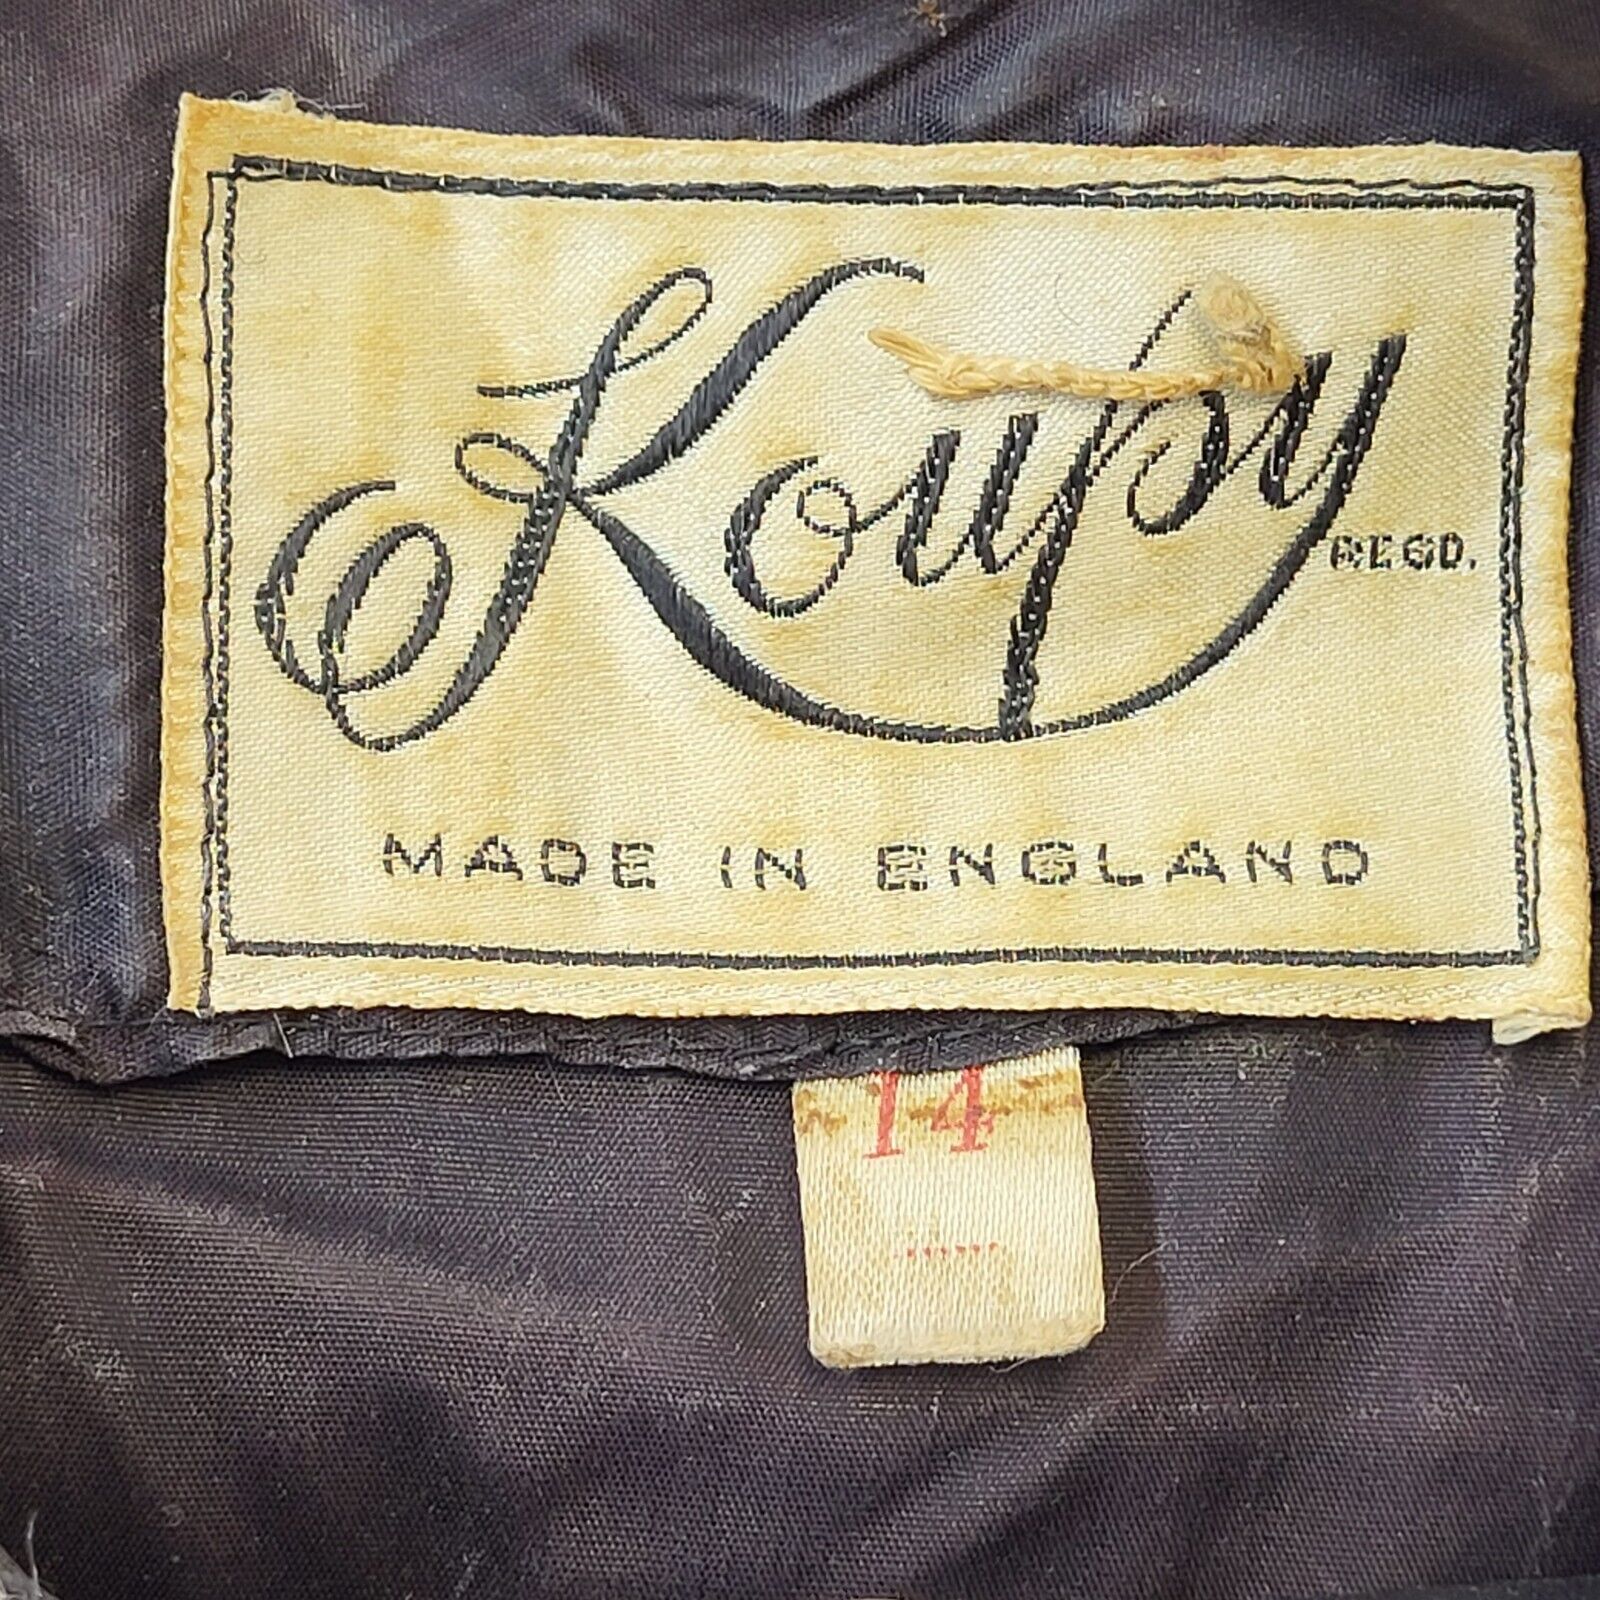 Koupy REGD.
MADE IN ENGLAND
14